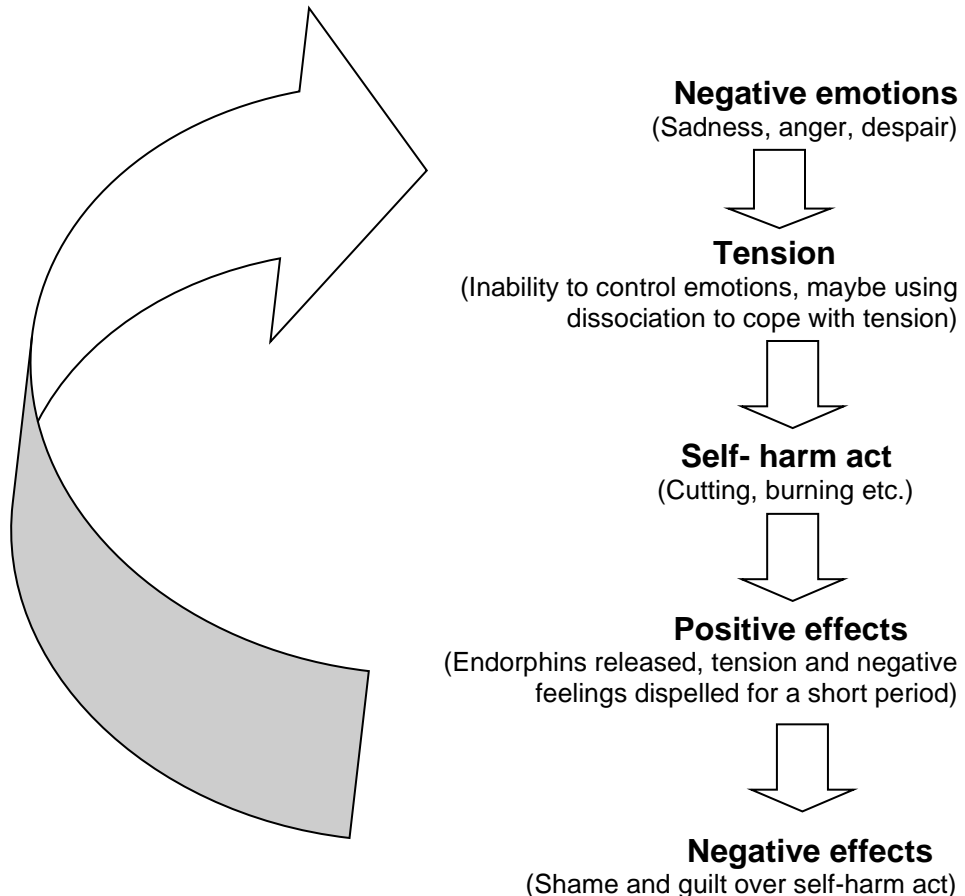 Negative emotions
(Sadness, anger, despair)
Tension
(Inability to control emotions, maybe using
dissociation to cope with tension)
Self- harm act
(Cutting, burning etc.)
Positive effects
(Endorphins released, tension and negative
feelings dispelled for a short period)
Negative effects
(Shame and guilt over self-harm act)